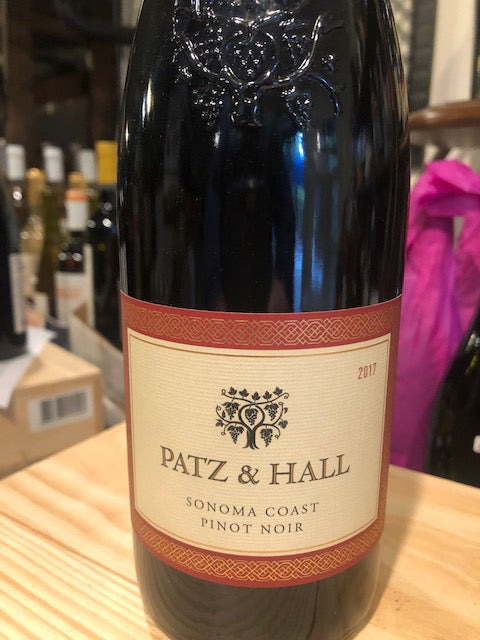 2017
PATZ & HALL
SONOMA COAST
PINOT NOIR